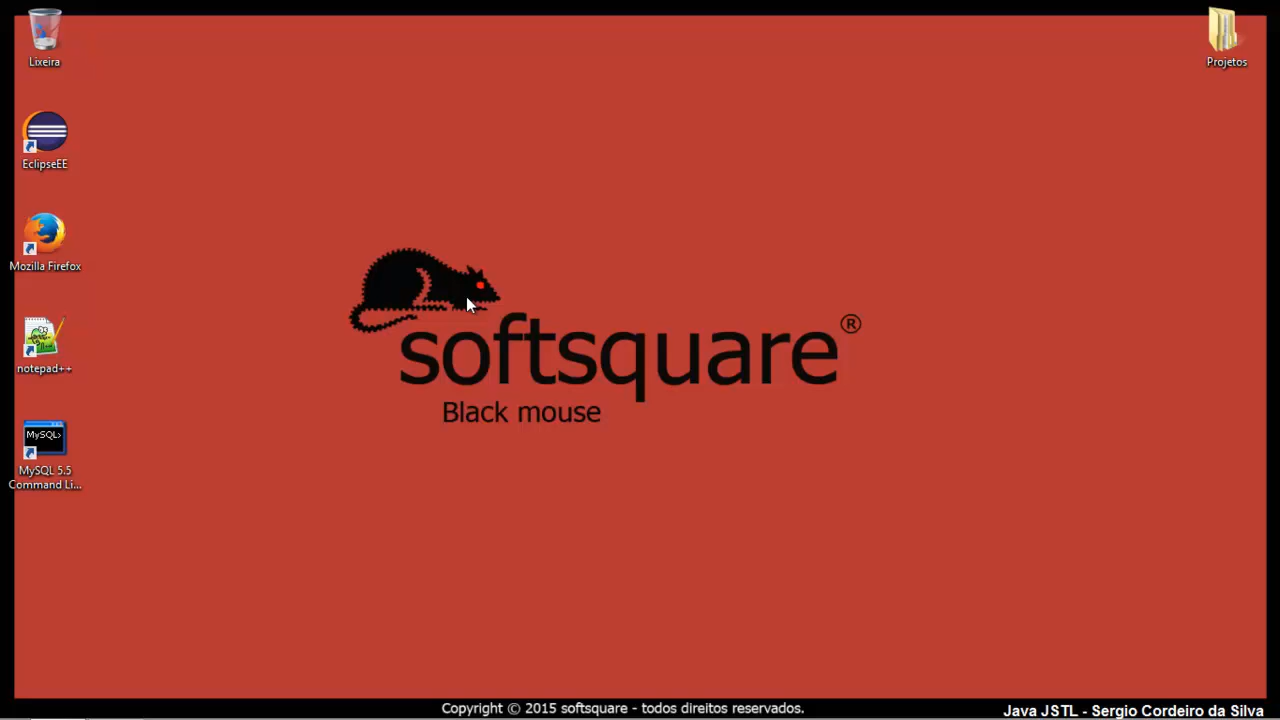 Lixeira
Projetos
EclipseEE
Mozilla Firefox
notepad++
MySQL>
MySQL 5.5
Command Li...
softsquare®
Black mouse
Copyright © 2015 softsquare - todos direitos reservados.
Java JSTL - Sergio Cordeiro da Silva